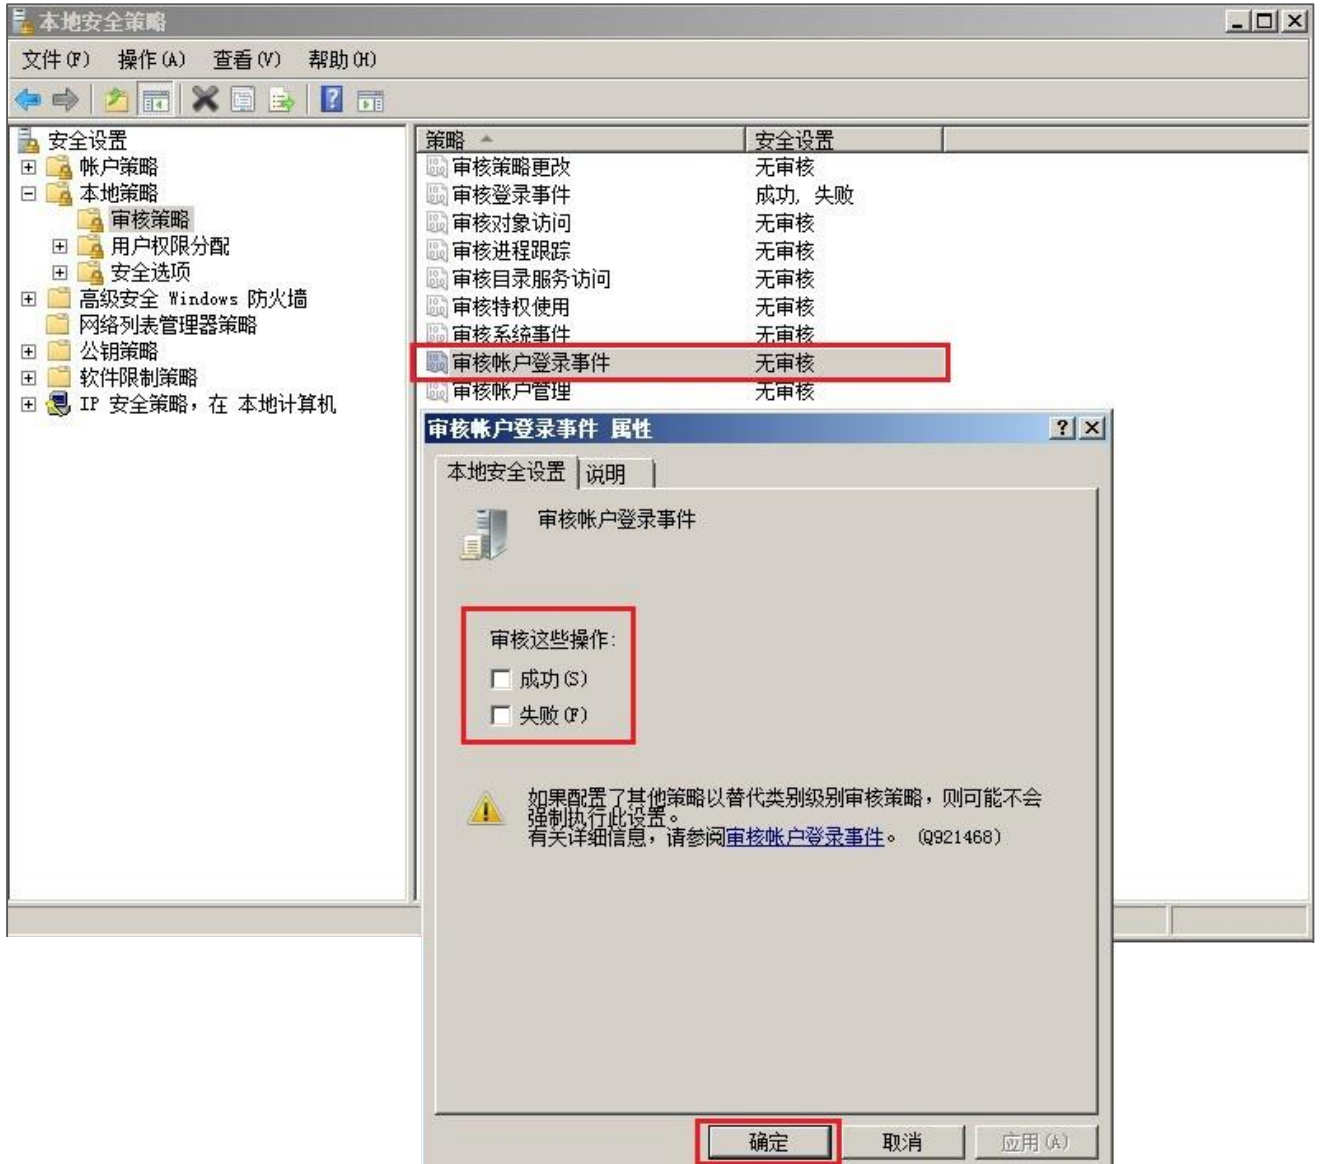 本地安全策略
文件(F) 操作(A) 查看(V) 帮助(H)
安全设置
帐户策略
本地策略
审核策略
用户权限分配
安全选项
高级安全 Windows 防火墙
网络列表管理器策略
公钥策略
软件限制策略
IP 安全策略，在 本地计算机
策略 安全设置
审核策略更改 无审核
审核登录事件 成功, 失败
审核对象访问 无审核
审核进程跟踪 无审核
审核目录服务访问 无审核
审核特权使用 无审核
审核系统事件 无审核
审核帐户登录事件 无审核
审核帐户管理 无审核
审核帐户登录事件 属性
本地安全设置 说明
审核帐户登录事件
审核这些操作:
成功(S)
失败(F)
如果配置了其他策略以替代类别级别审核策略，则可能不会
强制执行此设置。
有关详细信息，请参阅审核帐户登录事件。 (Q921468)
确定 取消 应用(A)